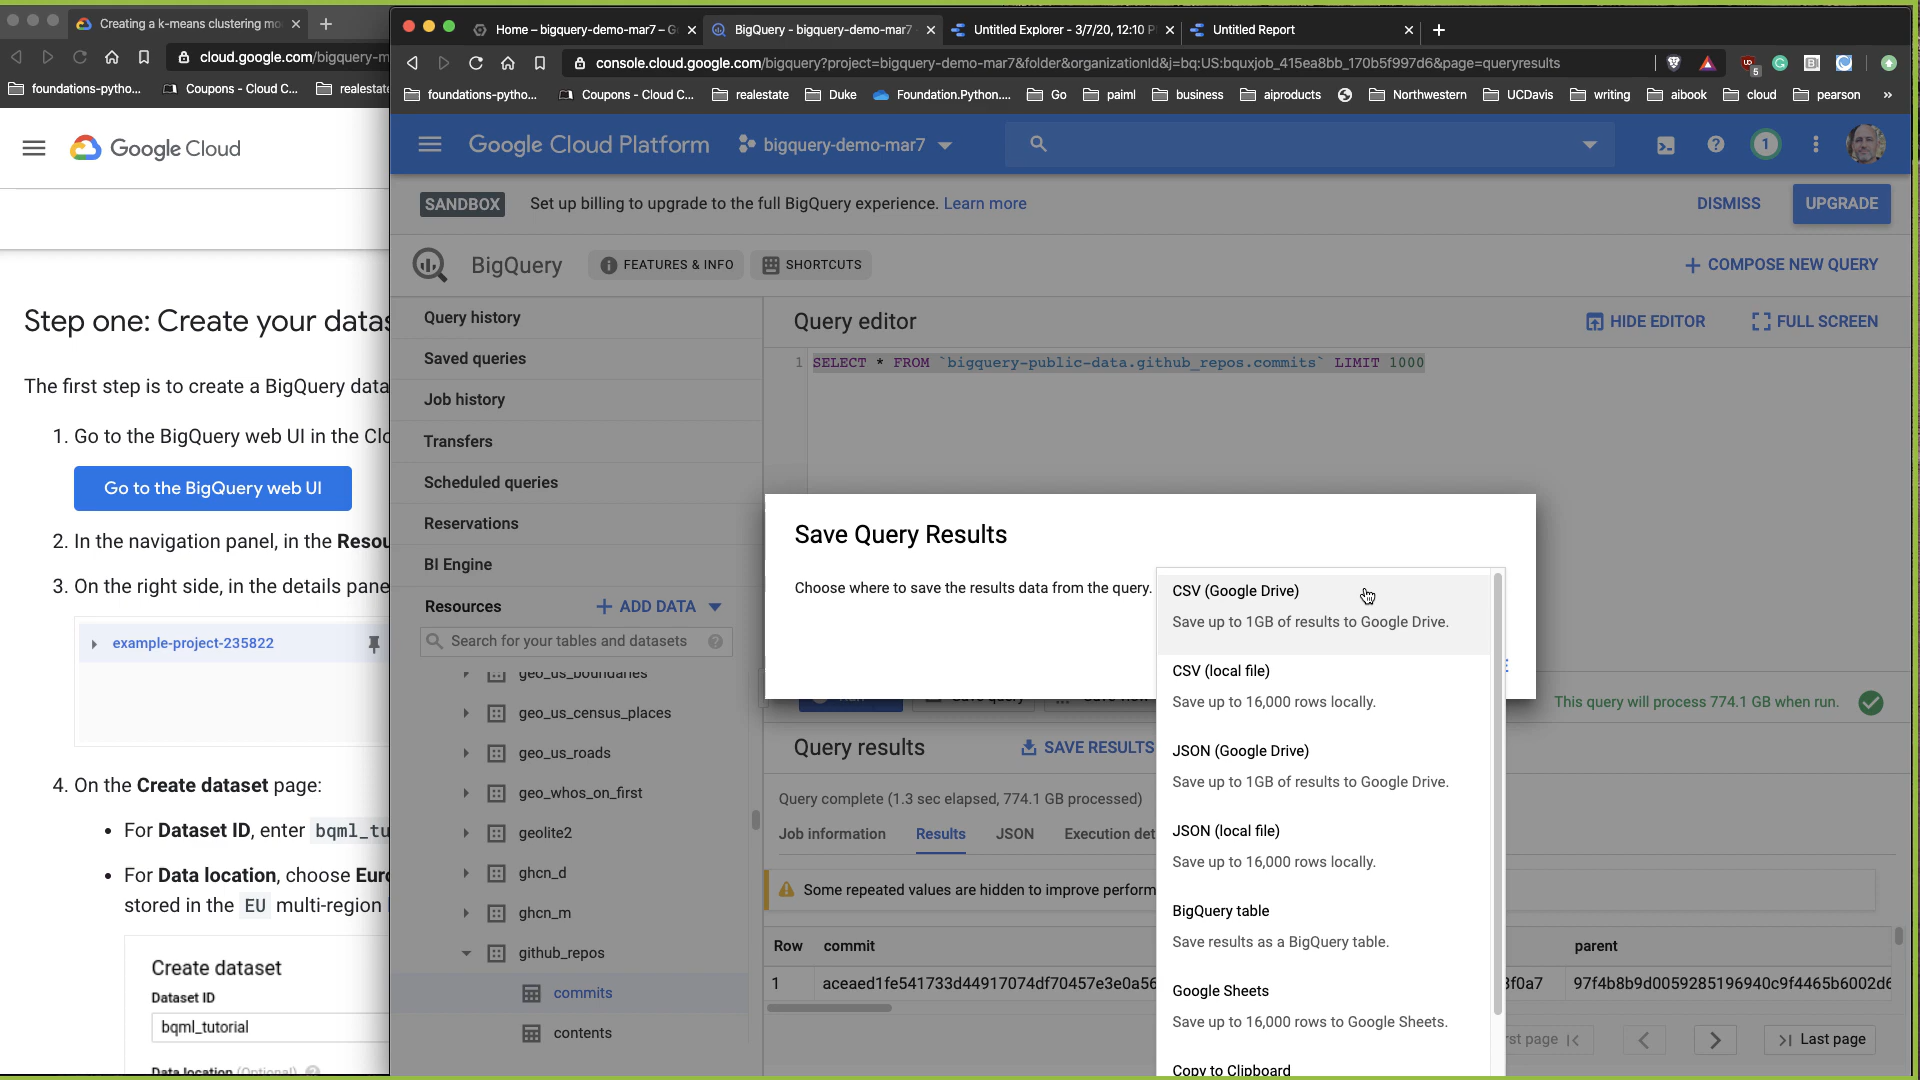 Creating a k-means clustering mo
cloud.google.com/bigquery-m
foundations-pytho...
Coupons - Cloud C...
realestate
Google Cloud
Step one: Create your datas
The first step is to create a BigQuery data
1. Go to the BigQuery web UI in the Clo
Go to the BigQuery web UI
2. In the navigation panel, in the Resou
3. On the right side, in the details pane
example-project-235822
4. On the Create dataset page:
• For Dataset ID, enter bqml_tu
• For Data location, choose Euro
stored in the EU multi-region
Create dataset
Dataset ID
bqml_tutorial
Data location (Optional)
Home – bigquery-demo-mar7 – G
BigQuery - bigquery-demo-mar7
Untitled Explorer - 3/7/20, 12:10 P
Untitled Report
console.cloud.google.com/bigquery?project=bigquery-demo-mar7&folder&organizationId&j=bq:US:bquxjob_415ea8bb_170b5f997d6&page=queryresults
5
foundations-pytho...
Coupons - Cloud C...
realestate
Duke
Foundation.Python....
Go
paiml
business
aiproducts
Northwestern
UCDavis
writing
aibook
cloud
pearson
»
Google Cloud Platform
bigquery-demo-mar7
1
SANDBOX
Set up billing to upgrade to the full BigQuery experience. Learn more
DISMISS
UPGRADE
BigQuery
FEATURES & INFO
SHORTCUTS
COMPOSE NEW QUERY
Query history
Saved queries
Job history
Transfers
Scheduled queries
Reservations
BI Engine
Resources
ADD DATA
Search for your tables and datasets
geo_us_boundaries
geo_us_census_places
geo_us_roads
geo_whos_on_first
geolite2
ghcn_d
ghcn_m
github_repos
commits
contents
Query editor
HIDE EDITOR
FULL SCREEN
1 SELECT * FROM `bigquery-public-data.github_repos.commits` LIMIT 1000
Save Query Results
Choose where to save the results data from the query.
CSV (Google Drive)
Save up to 1GB of results to Google Drive.
CSV (local file)
Save up to 16,000 rows locally.
JSON (Google Drive)
Save up to 1GB of results to Google Drive.
JSON (local file)
Save up to 16,000 rows locally.
BigQuery table
Save results as a BigQuery table.
Google Sheets
Save up to 16,000 rows to Google Sheets.
Copy to Clipboard
This query will process 774.1 GB when run.
Query results
SAVE RESULTS
Query complete (1.3 sec elapsed, 774.1 GB processed)
Job information
Results
JSON
Execution det
Some repeated values are hidden to improve perform
Row
commit
parent
1
aceaed1fe541733d44917074df70457e3e0a56
8f0a7
97f4b8b9d0059285196940c9f4465b6002d6
rst page
Last page